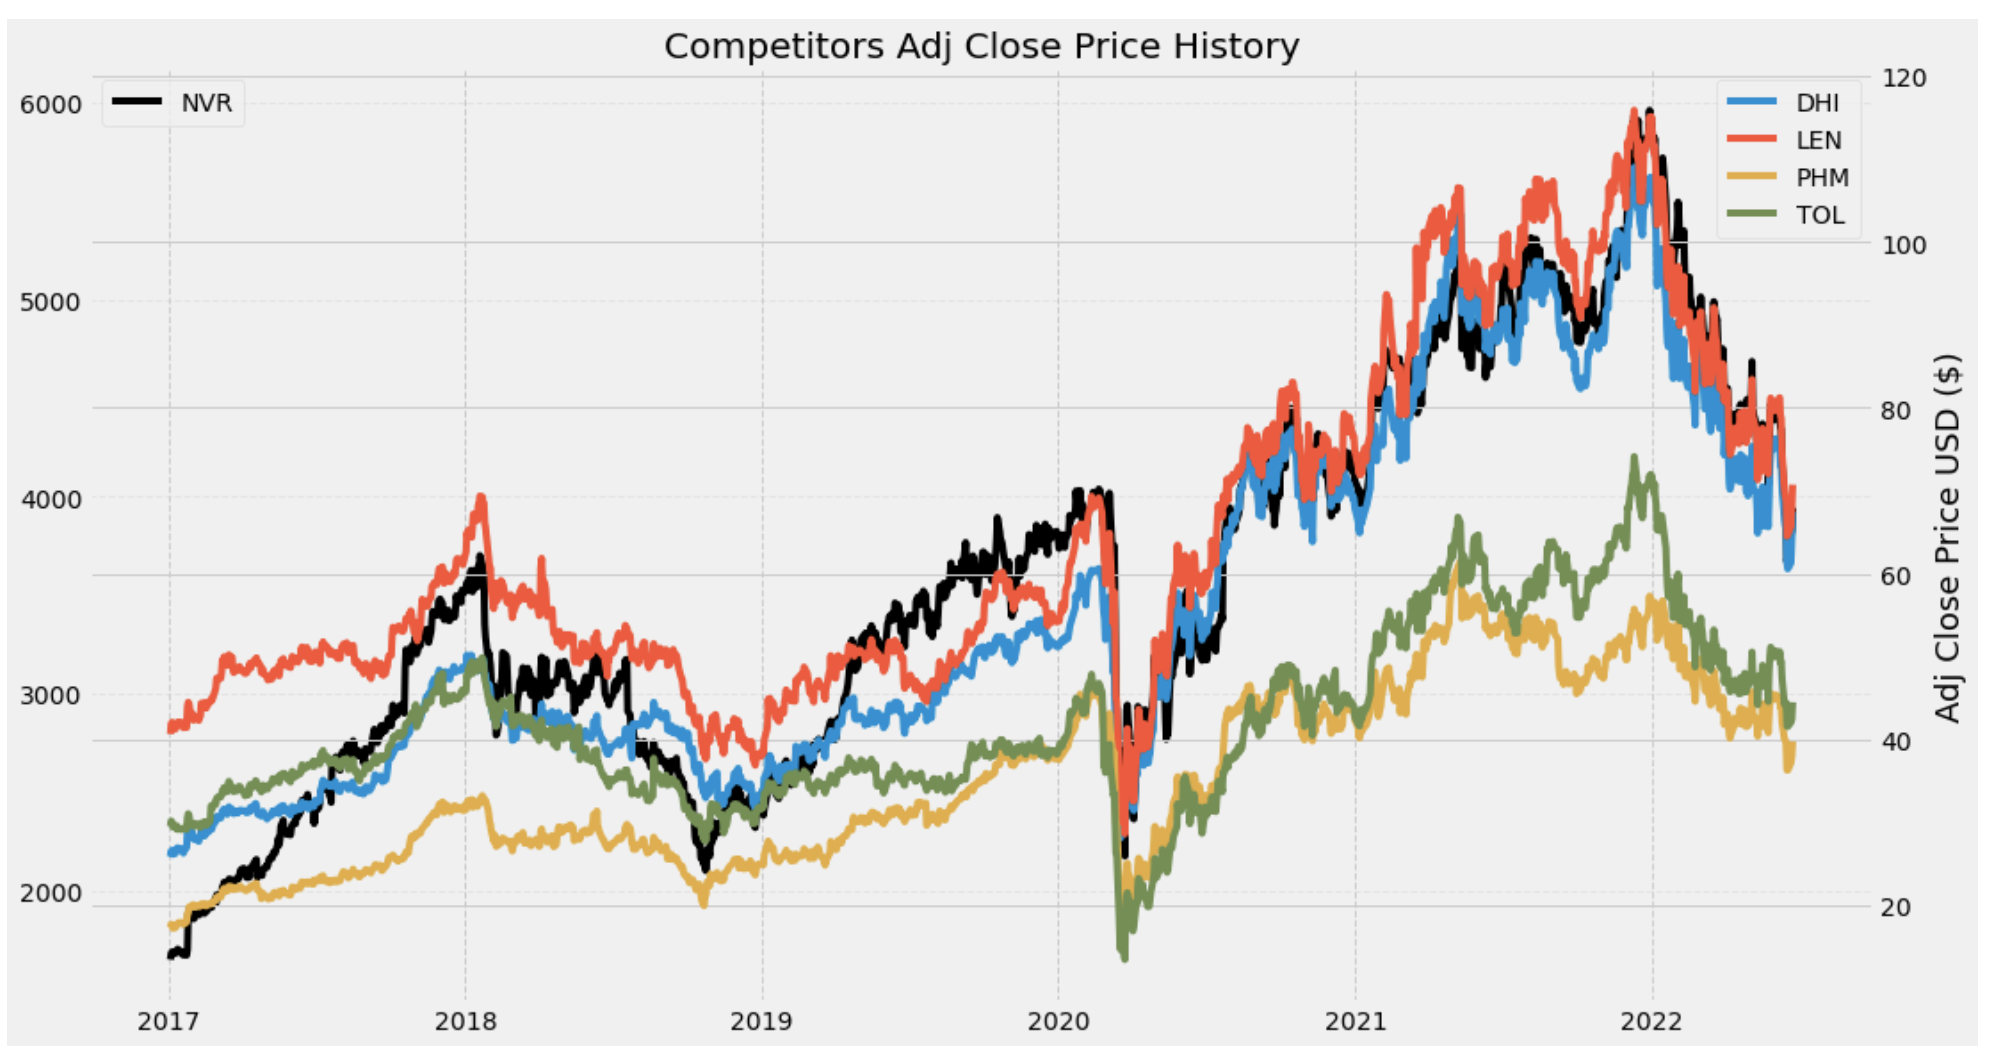 Competitors Adj Close Price History
NVR
DHI
LEN
PHM
TOL
6000
5000
4000
3000
2000
120
100
80
60
40
20
Adj Close Price USD ($)
2017
2018
2019
2020
2021
2022